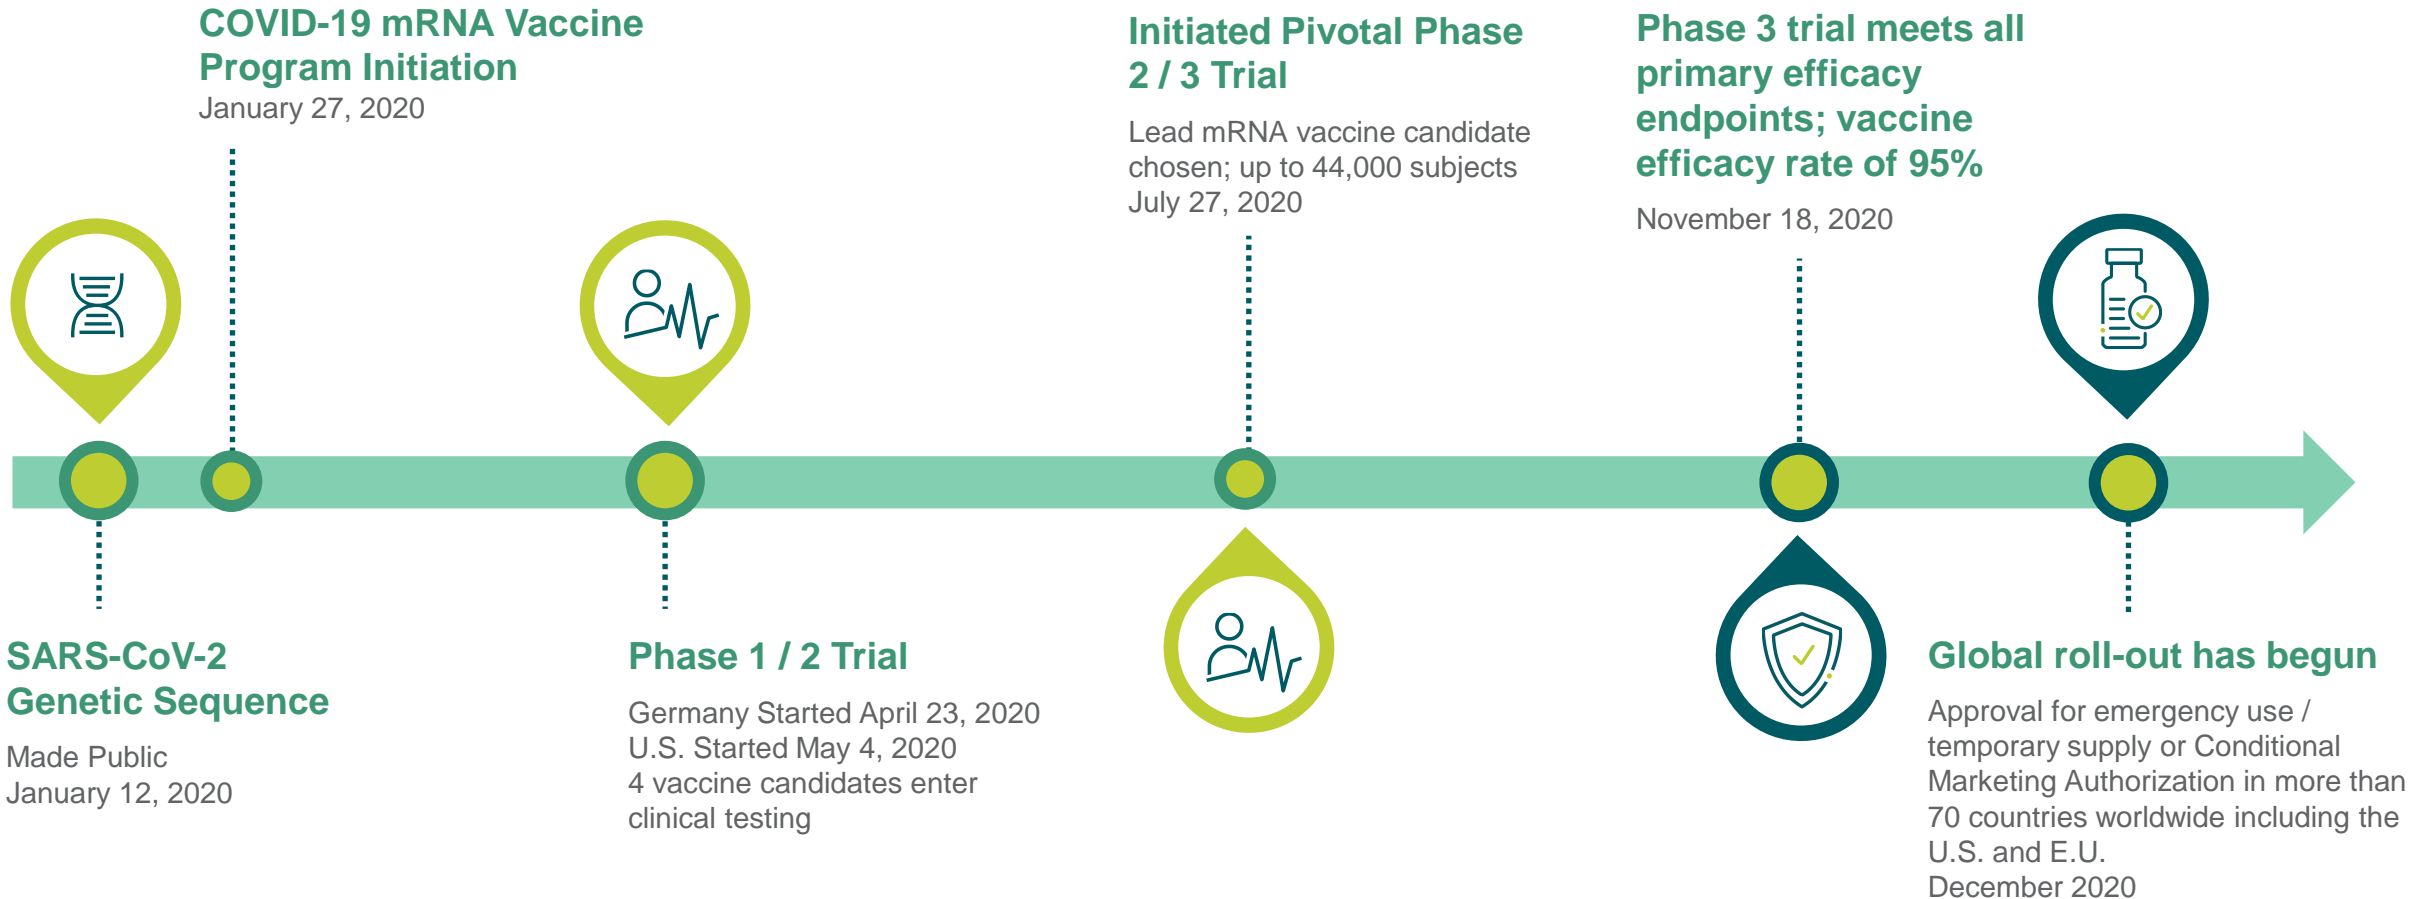 COVID-19 mRNA Vaccine
Program Initiation
January 27, 2020
Initiated Pivotal Phase
2 / 3 Trial
Lead mRNA vaccine candidate
chosen; up to 44,000 subjects
July 27, 2020
Phase 3 trial meets all
primary efficacy
endpoints; vaccine
efficacy rate of 95%
November 18, 2020
SARS-CoV-2
Genetic Sequence
Made Public
January 12, 2020
Phase 1 / 2 Trial
Germany Started April 23, 2020
U.S. Started May 4, 2020
4 vaccine candidates enter
clinical testing
Global roll-out has begun
Approval for emergency use /
temporary supply or Conditional
Marketing Authorization in more than
70 countries worldwide including the
U.S. and E.U.
December 2020